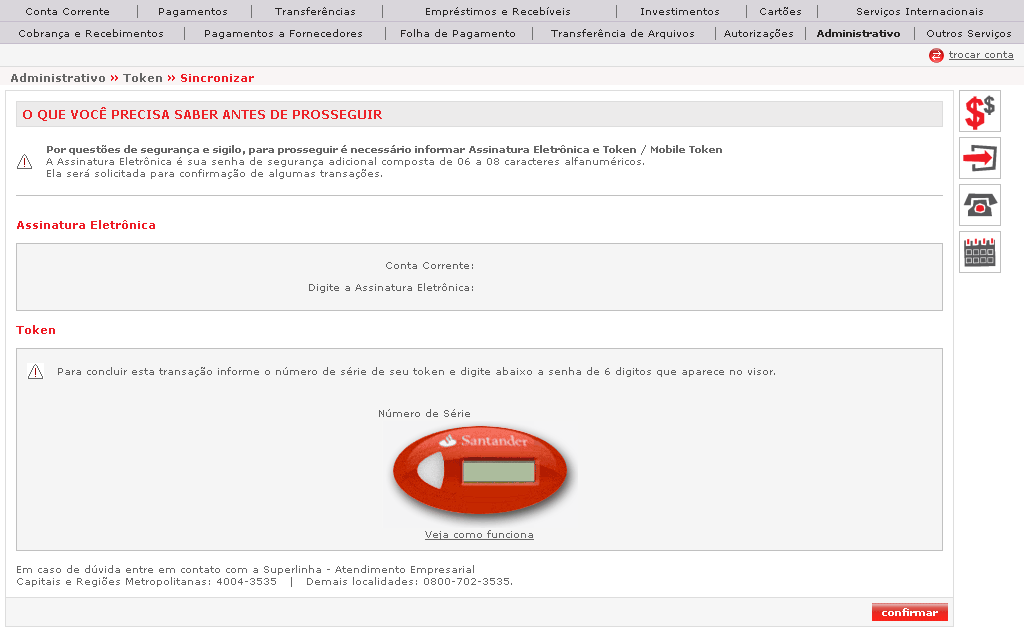 Conta Corrente | Pagamentos | Transferências | Empréstimos e Recebíveis | Investimentos | Cartões | Serviços Internacionais
Cobrança e Recebimentos | Pagamentos a Fornecedores | Folha de Pagamento | Transferência de Arquivos | Autorizações | Administrativo | Outros Serviços
trocar conta
Administrativo » Token » Sincronizar
O QUE VOCÊ PRECISA SABER ANTES DE PROSSEGUIR
Por questões de segurança e sigilo, para prosseguir é necessário informar Assinatura Eletrônica e Token / Mobile Token
A Assinatura Eletrônica é sua senha de segurança adicional composta de 06 a 08 caracteres alfanuméricos.
Ela será solicitada para confirmação de algumas transações.
Assinatura Eletrônica
Conta Corrente:
Digite a Assinatura Eletrônica:
Token
Para concluir esta transação informe o número de série de seu token e digite abaixo a senha de 6 digitos que aparece no visor.
Número de Série
Santander
Veja como funciona
Em caso de dúvida entre em contato com a Superlinha - Atendimento Empresarial
Capitais e Regiões Metropolitanas: 4004-3535 | Demais localidades: 0800-702-3535.
confirmar